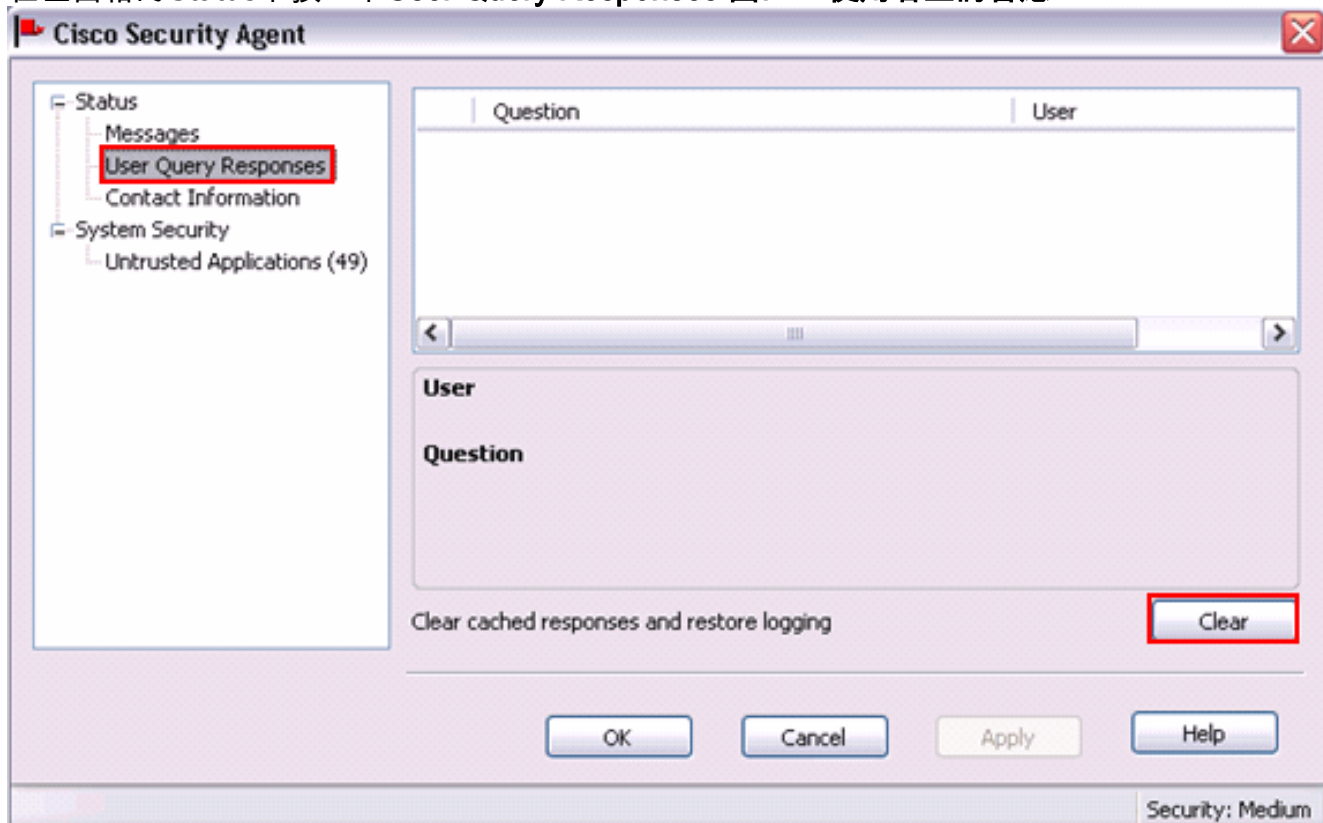 Cisco Security Agent
Status
Messages
User Query Responses
Contact Information
System Security
Untrusted Applications (49)
Question User
User
Question
Clear cached responses and restore logging
Clear
OK Cancel Apply Help
Security: Medium